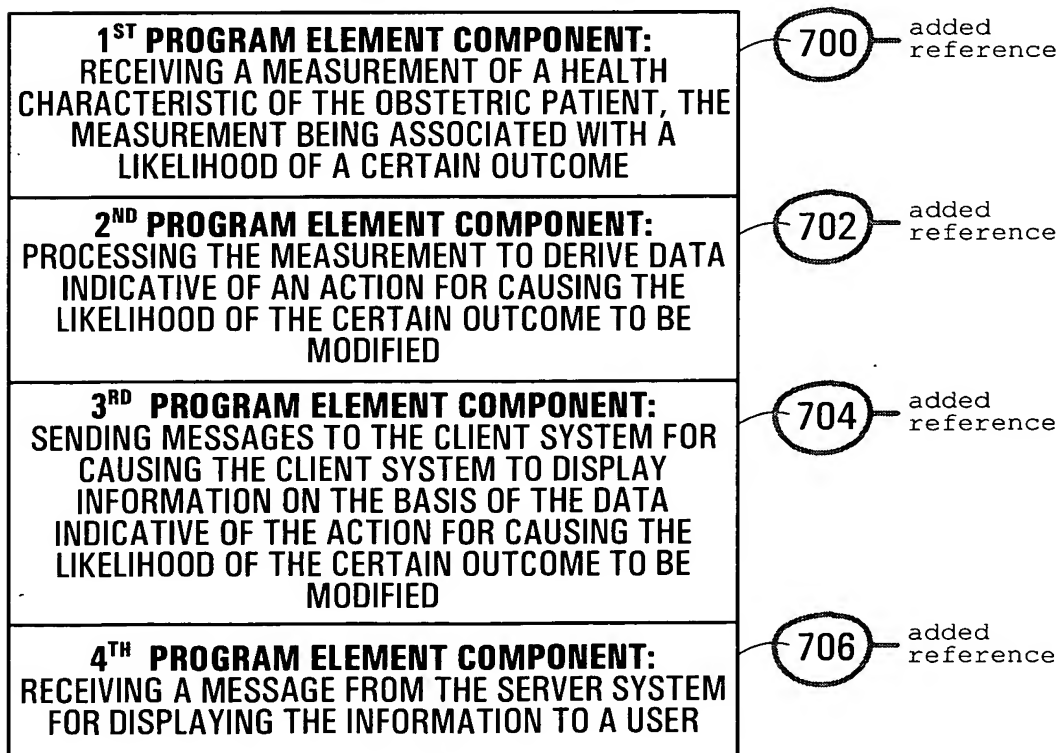 1ST PROGRAM ELEMENT COMPONENT:
RECEIVING A MEASUREMENT OF A HEALTH
CHARACTERISTIC OF THE OBSTETRIC PATIENT, THE
MEASUREMENT BEING ASSOCIATED WITH A
LIKELIHOOD OF A CERTAIN OUTCOME
700
added
reference
2ND PROGRAM ELEMENT COMPONENT:
PROCESSING THE MEASUREMENT TO DERIVE DATA
INDICATIVE OF AN ACTION FOR CAUSING THE
LIKELIHOOD OF THE CERTAIN OUTCOME TO BE
MODIFIED
702
added
reference
3RD PROGRAM ELEMENT COMPONENT:
SENDING MESSAGES TO THE CLIENT SYSTEM FOR
CAUSING THE CLIENT SYSTEM TO DISPLAY
INFORMATION ON THE BASIS OF THE DATA
INDICATIVE OF THE ACTION FOR CAUSING THE
LIKELIHOOD OF THE CERTAIN OUTCOME TO BE
MODIFIED
704
added
reference
4TH PROGRAM ELEMENT COMPONENT:
RECEIVING A MESSAGE FROM THE SERVER SYSTEM
FOR DISPLAYING THE INFORMATION TO A USER
706
added
reference